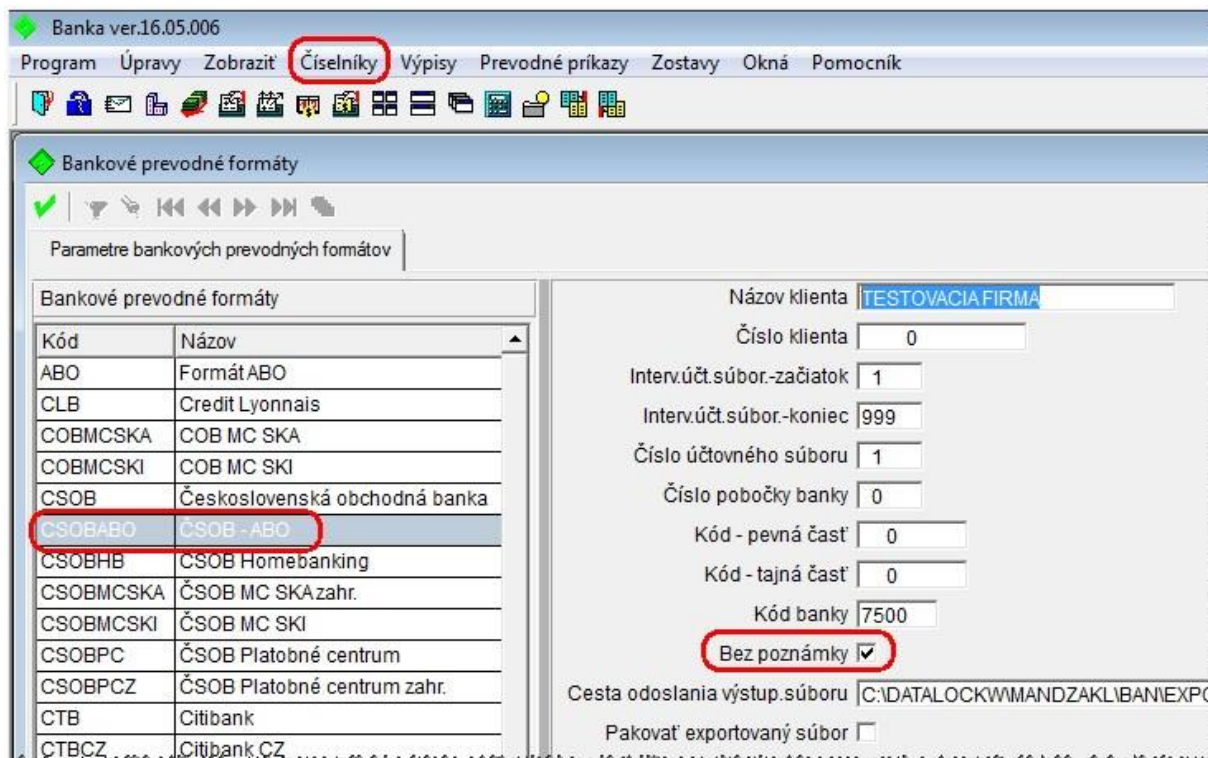 Banka ver.16.05.006
Program Úpravy Zobraziť Číselníky Výpisy Prevodné príkazy Zostavy Okná Pomocník
Bankové prevodné formáty
Parametre bankových prevodných formátov
Bankové prevodné formáty
Kód Názov
ABO Formát ABO
CLB Credit Lyonnais
COBMCSKA COB MC SKA
COBMCSKI COB MC SKI
CSOB Československá obchodná banka
CSOBABO ČSOB - ABO
CSOBHB CSOB Homebanking
CSOBMCSKA ČSOB MC SKA zahr.
CSOBMCSKI ČSOB MC SKI
CSOBPC ČSOB Platobné centrum
CSOBPCZ ČSOB Platobné centrum zahr.
CTB Citibank
CTBCZ Citibank CZ
Názov klienta TESTOVACIA FIRMA
Číslo klienta 0
Interv.účt.súbor.-začiatok 1
Interv.účt.súbor.-koniec 999
Číslo účtovného súboru 1
Číslo pobočky banky 0
Kód - pevná časť 0
Kód - tajná časť 0
Kód banky 7500
Bez poznámky
Cesta odoslania výstup.súboru C:\DATALOCKW\MANDZAKL\BAN\EXPO
Pakovať exportovaný súbor